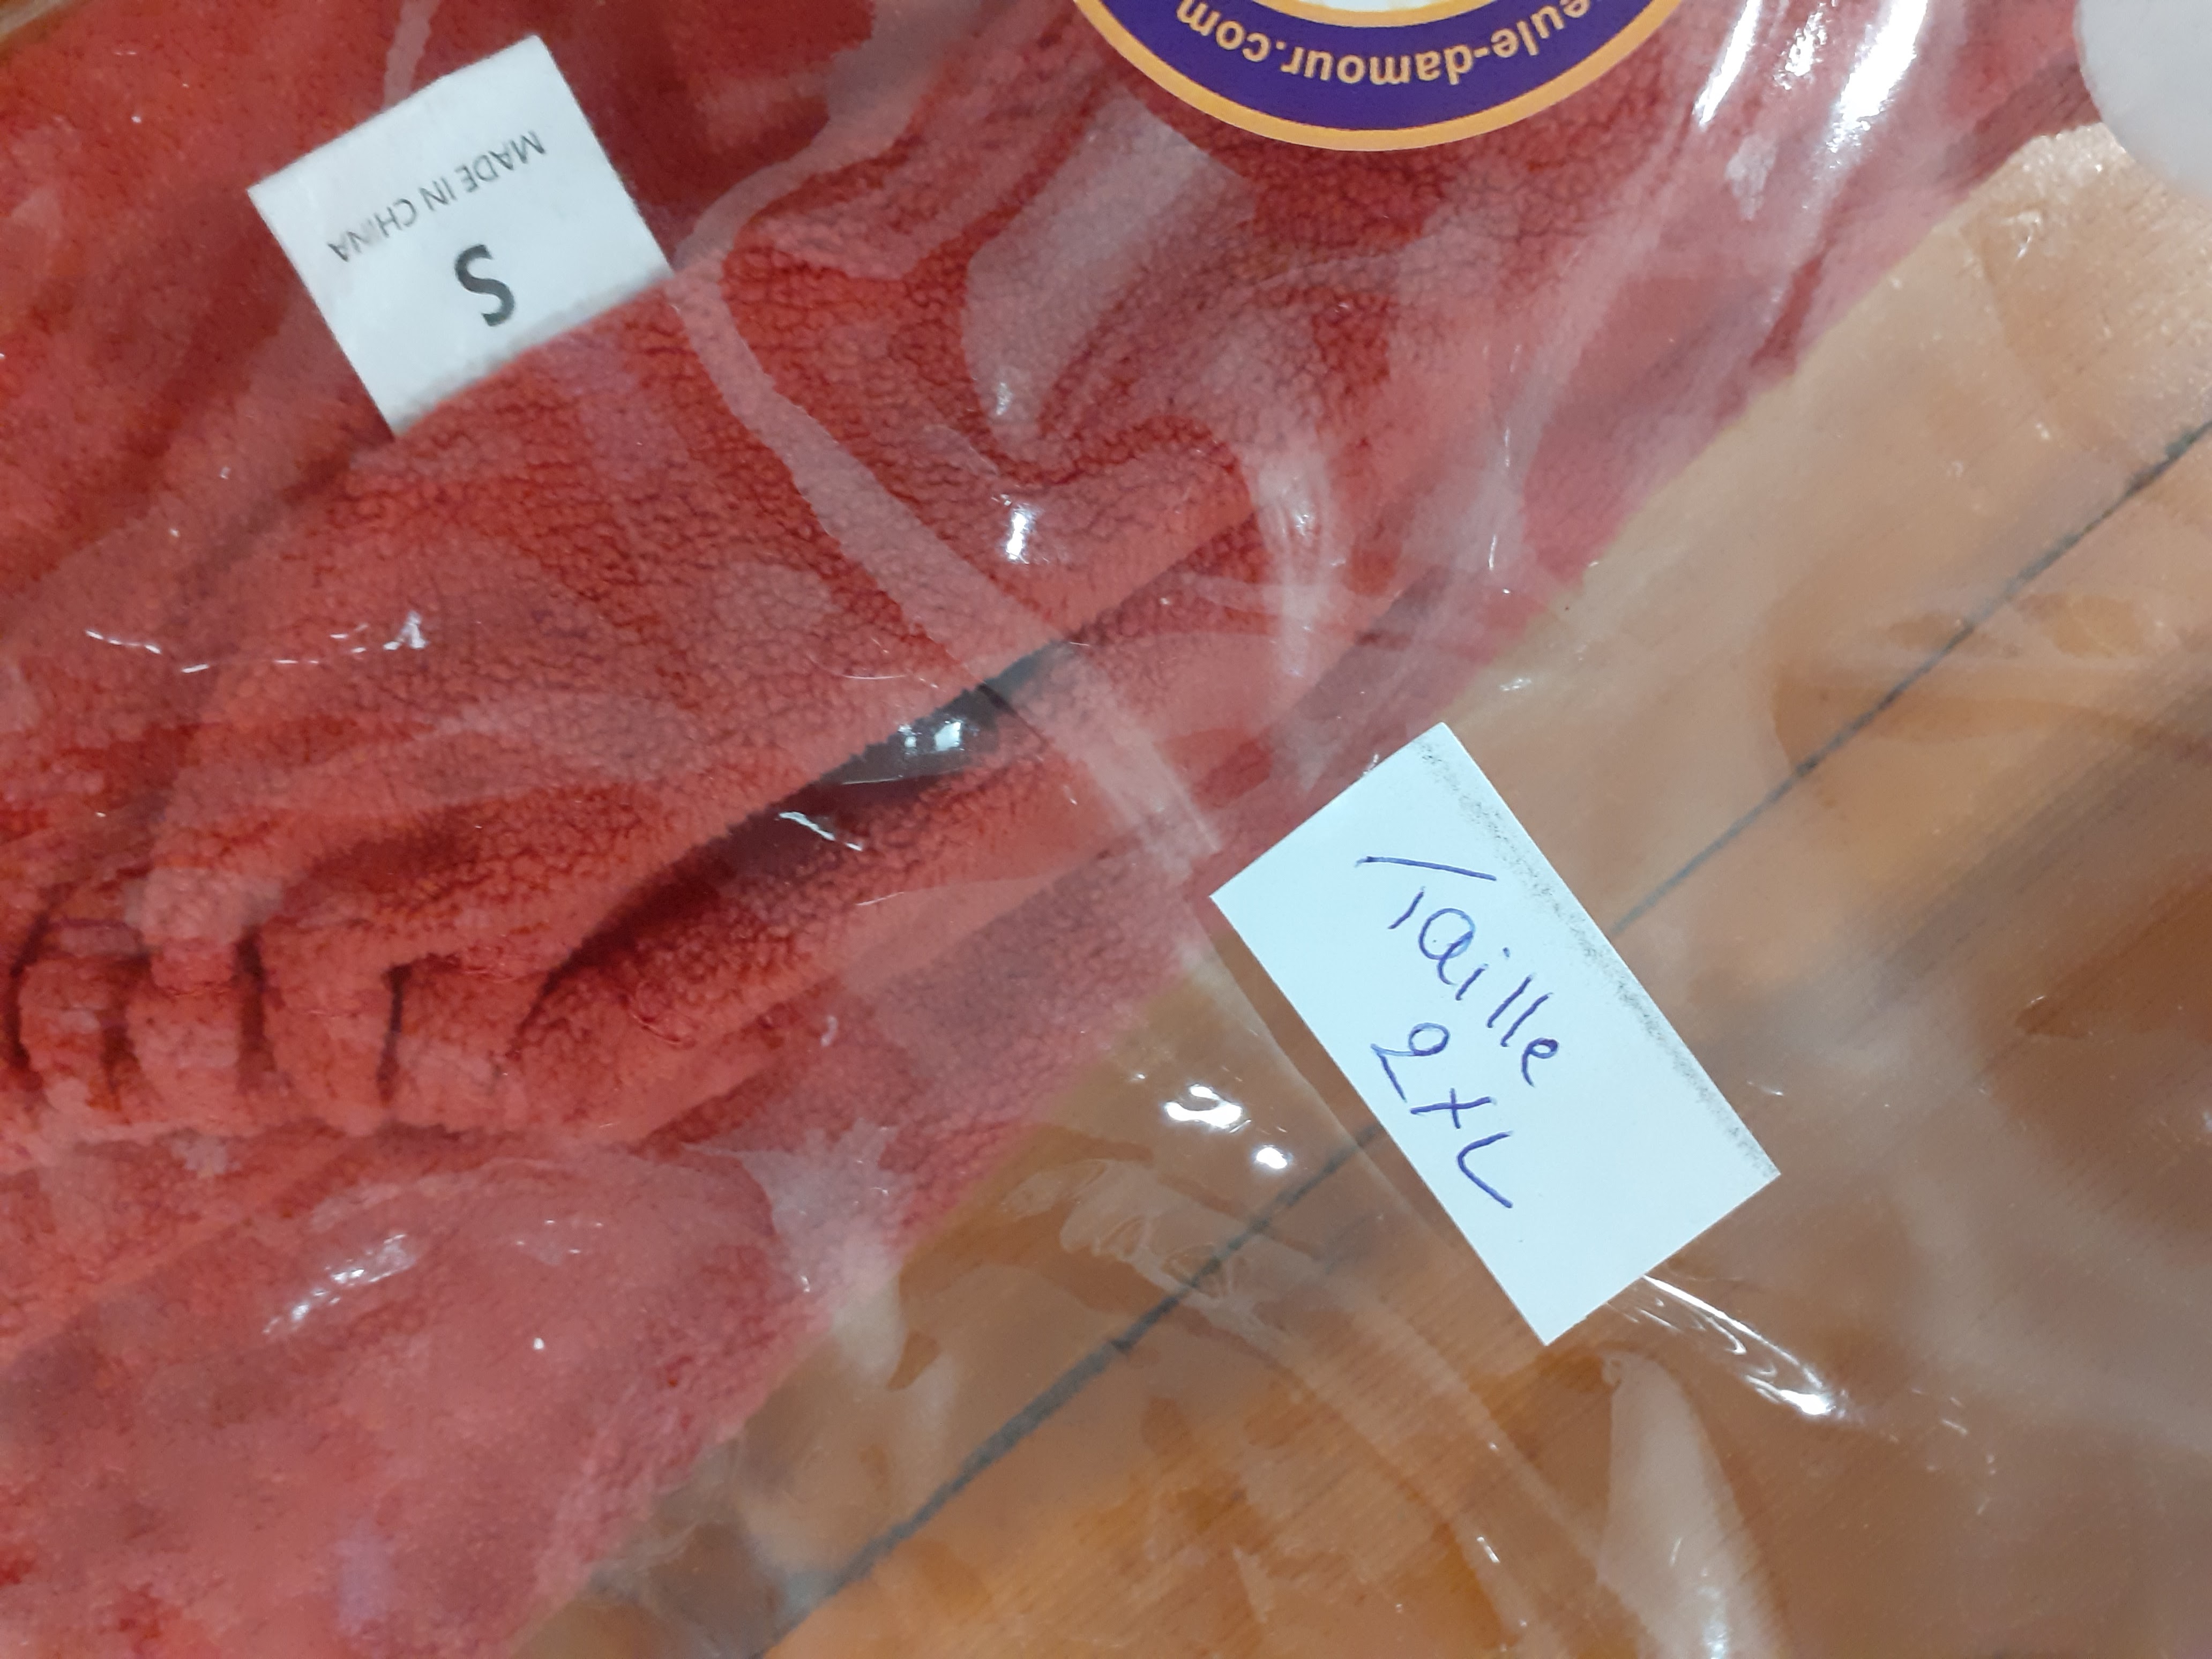 eule-damour.com
MADE IN CHINA
S
Taille
2XL